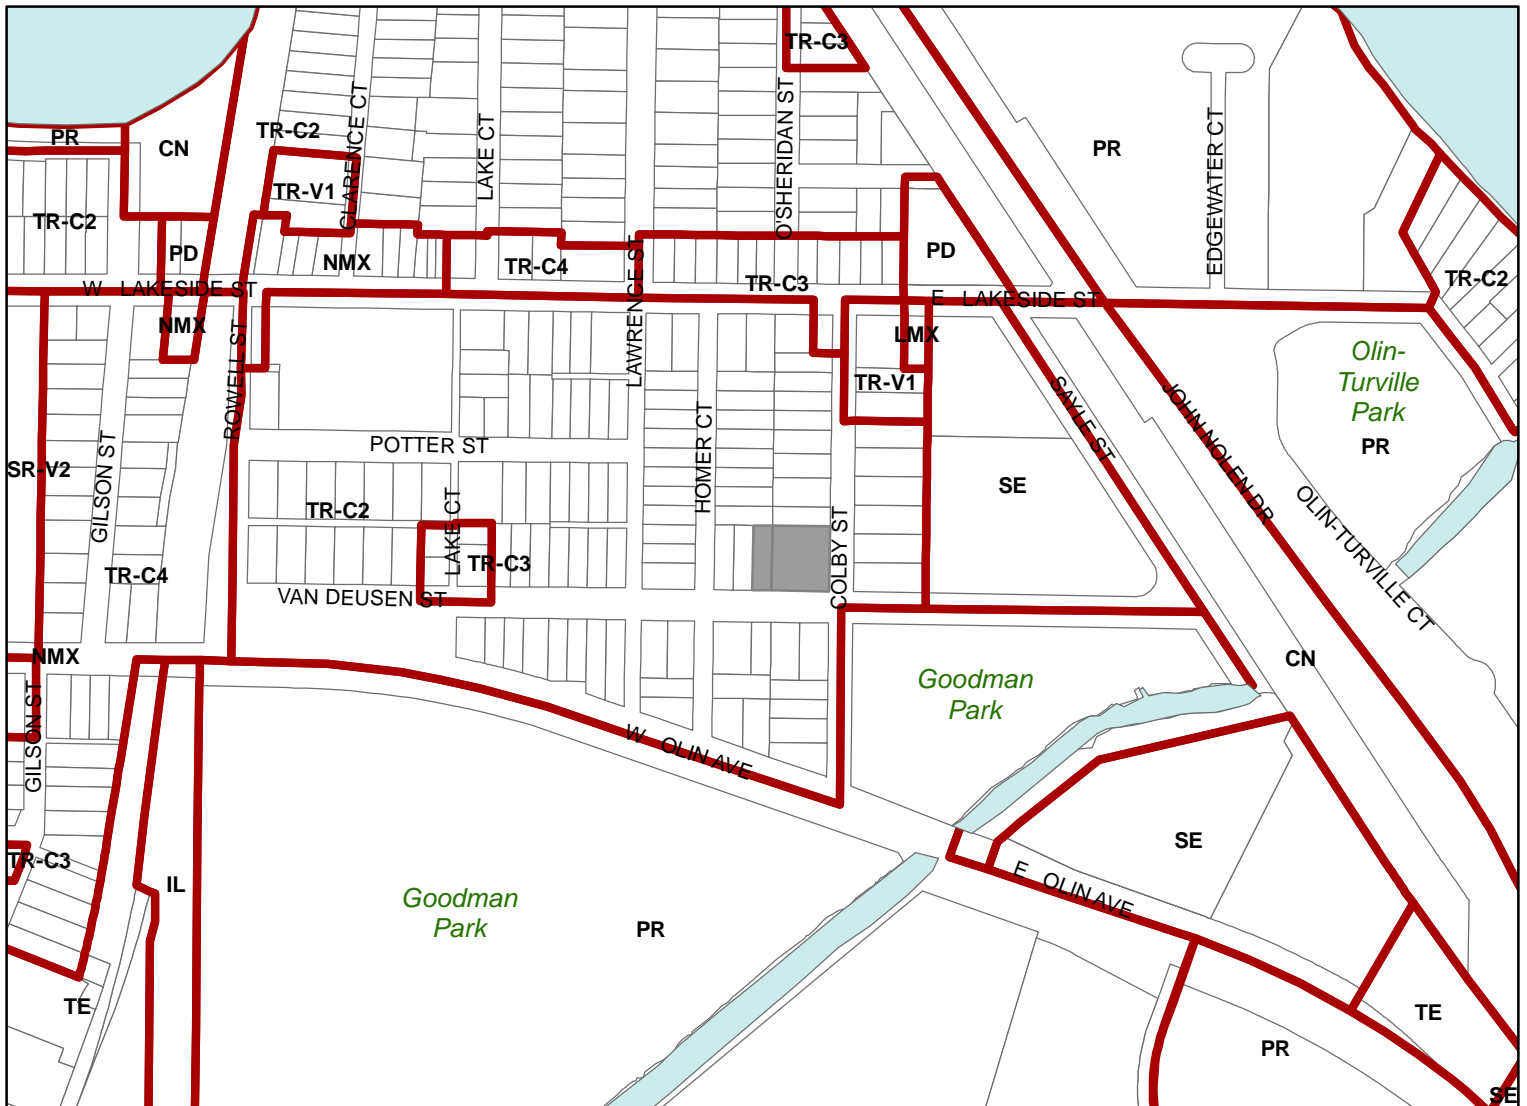 TR-C3
PR
CN
TR-C2
CLARENCE CT
LAKE CT
O'SHERIDAN ST
PR
EDGEWATER CT
TR-V1
TR-C2
PD
NMX
TR-C4
LAWRENCE ST
TR-C3
PD
TR-C2
W LAKESIDE ST
E LAKESIDE ST
NMX
ROWELL ST
LMX
TR-V1
Olin-
Turville
Park
PR
SAYLE ST
JOHN NOLEN DR
SR-V2
GILSON ST
POTTER ST
HOMER CT
SE
OLIN-TURVILLE CT
TR-C2
LAKE CT
TR-C3
COLBY ST
TR-C4
VAN DEUSEN ST
NMX
GILSON ST
CN
Goodman
Park
W OLIN AVE
SE
TR-C3
IL
E OLIN AVE
Goodman
Park
PR
TE
TE
PR
SE